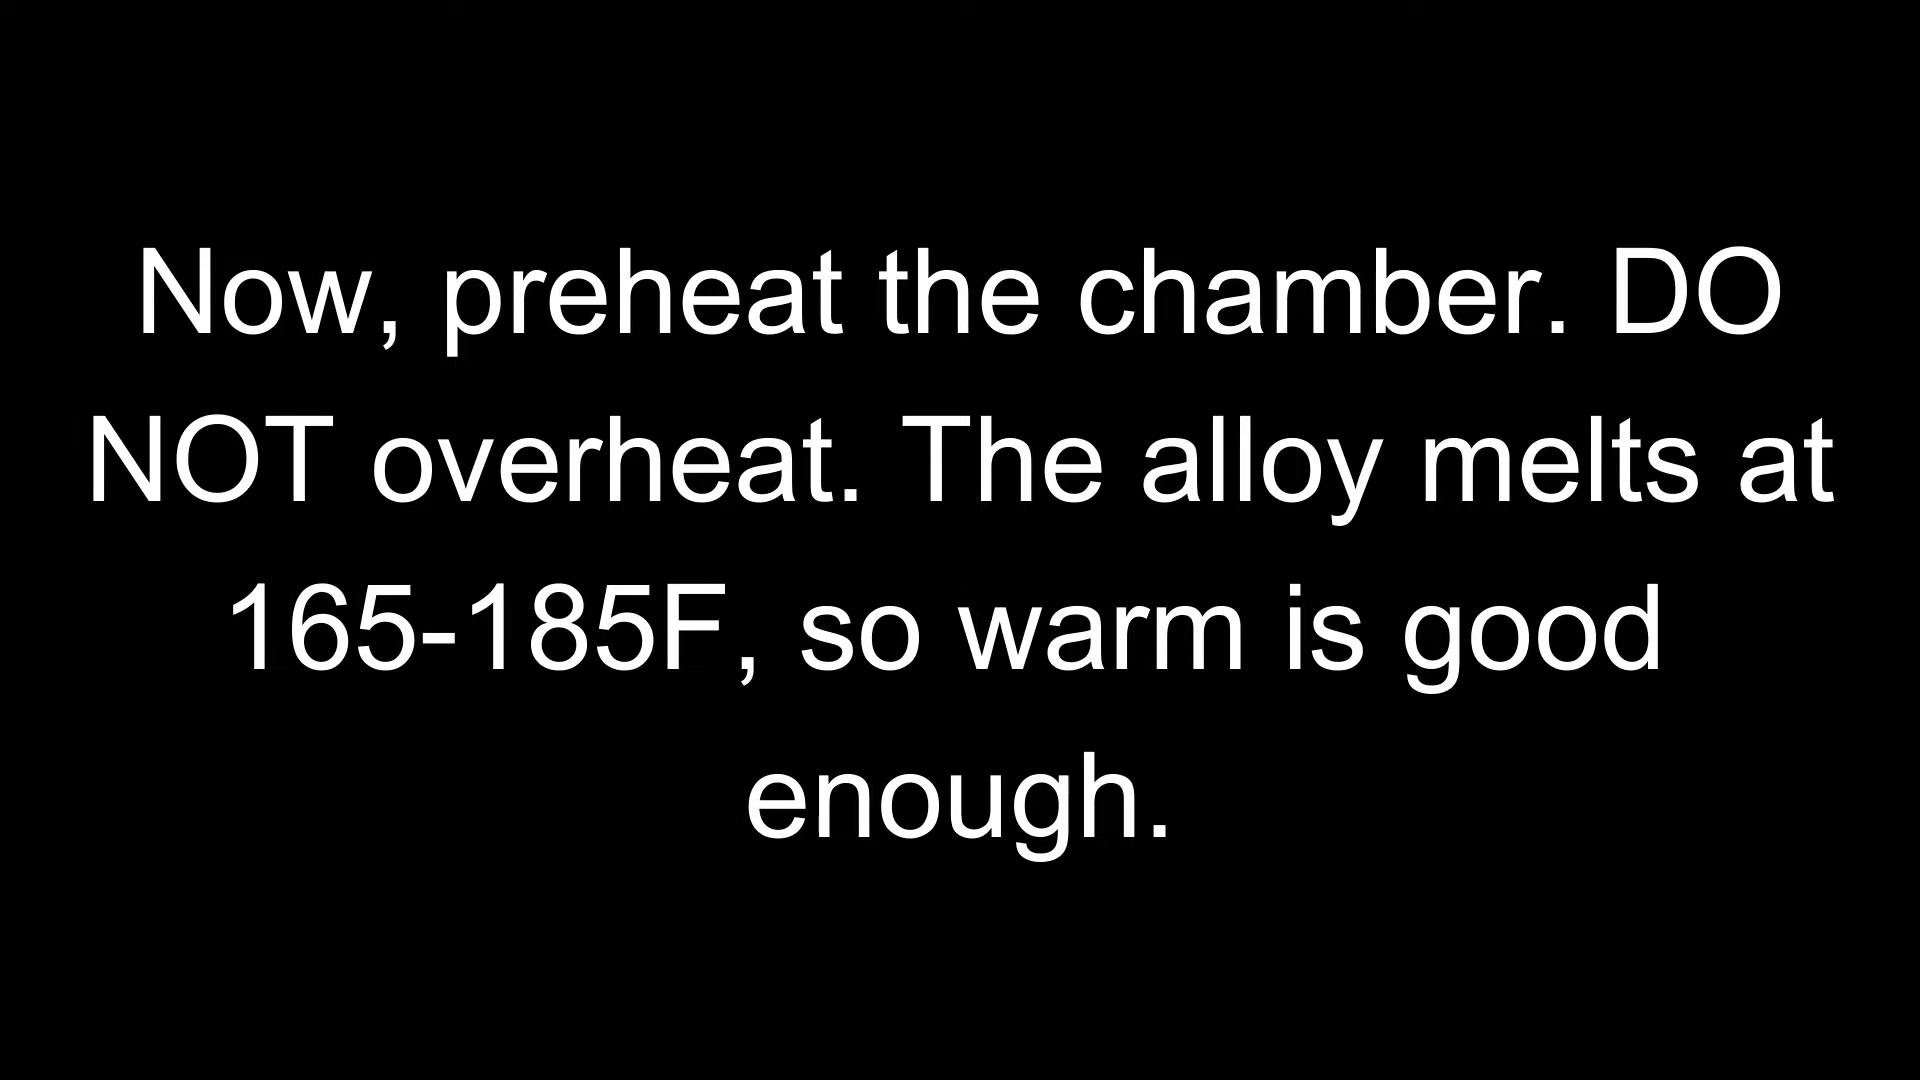 Now, preheat the chamber. DO
NOT overheat. The alloy melts at
165-185F, so warm is good
enough.